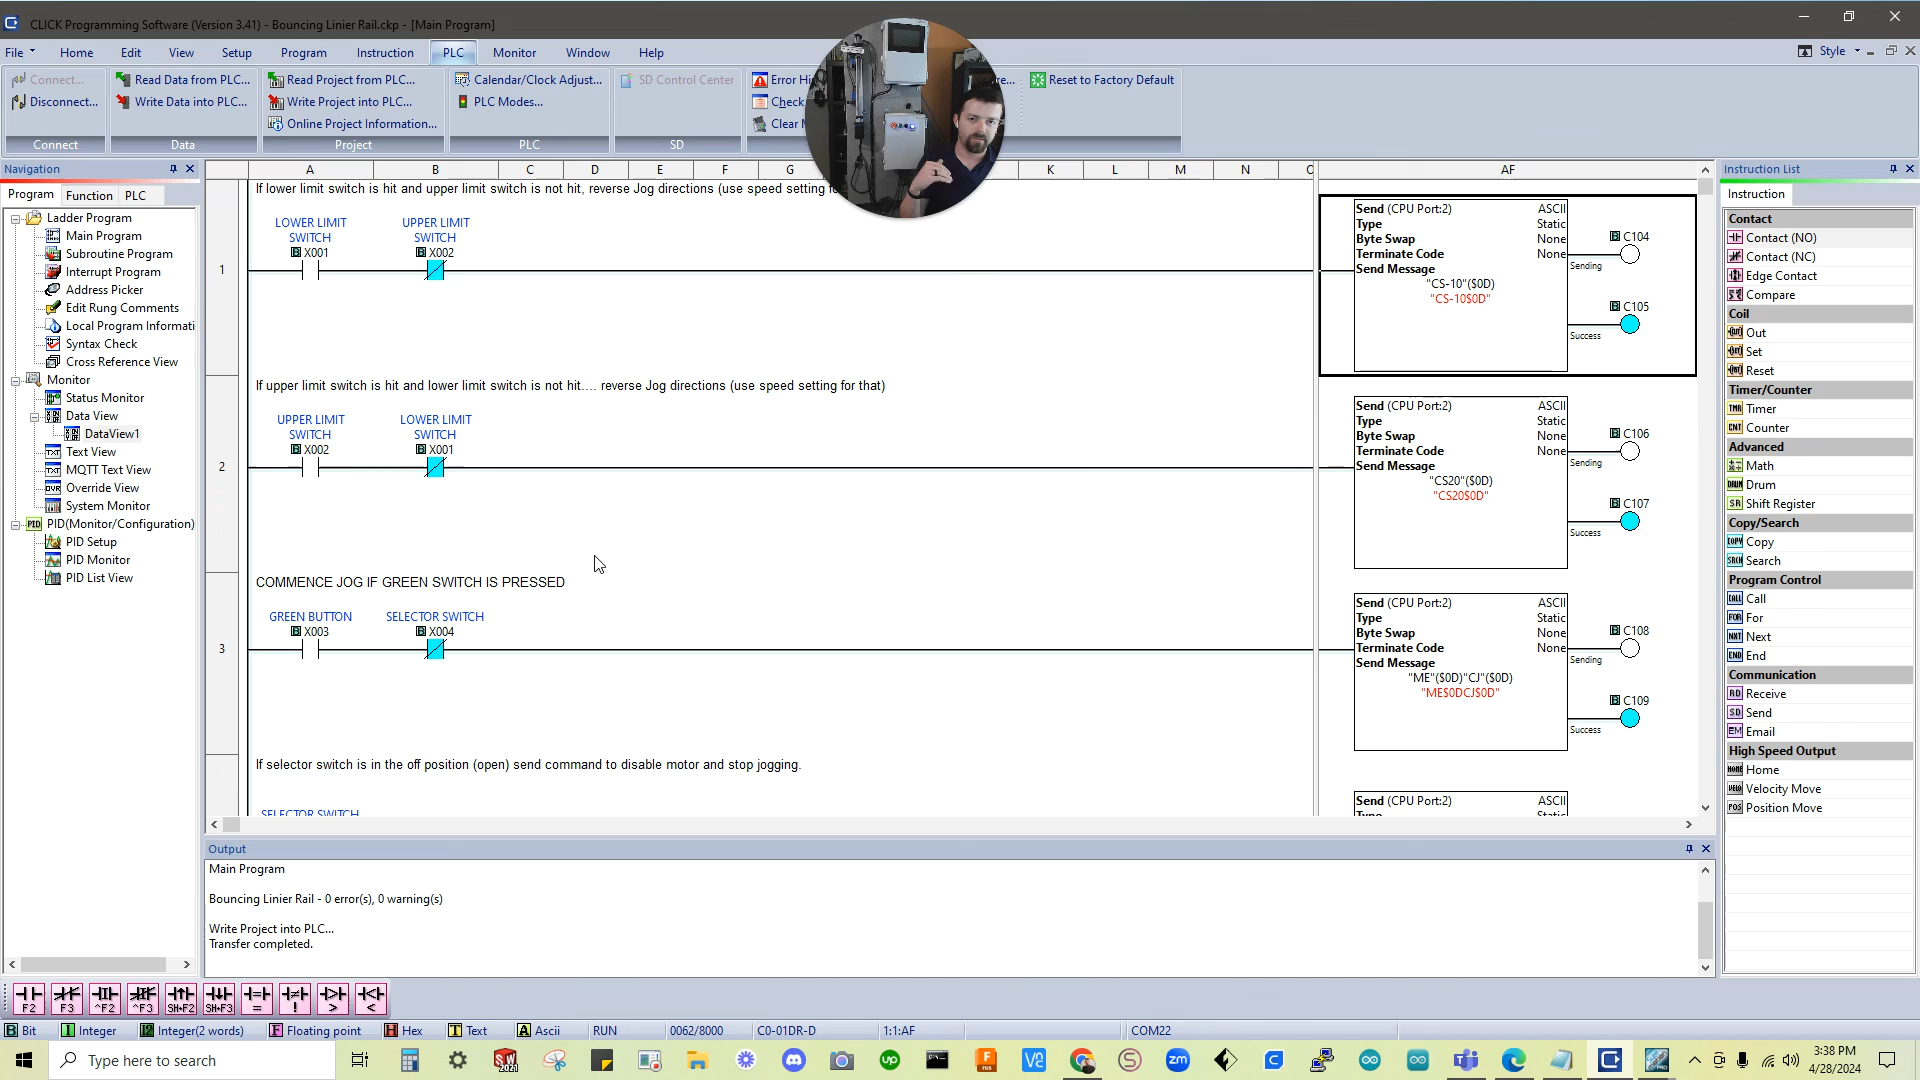 CLICK Programming Software (Version 3.41) - Bouncing Linier Rail.ckp - [Main Program]
File Home Edit View Setup Program Instruction PLC Monitor Window Help Style
Connect... Read Data from PLC... Read Project from PLC... Calendar/Clock Adjust... SD Control Center Error Hi re... Reset to Factory Default
Disconnect... Write Data into PLC... Write Project into PLC... PLC Modes... Check
Online Project Information... Clear
Connect Data Project PLC SD
Navigation
Program Function PLC
Ladder Program
Main Program
Subroutine Program
Interrupt Program
Address Picker
Edit Rung Comments
Local Program Informati
Syntax Check
Cross Reference View
Monitor
Status Monitor
Data View
DataView1
Text View
MQTT Text View
Override View
System Monitor
PID(Monitor/Configuration)
PID Setup
PID Monitor
PID List View
A B C D E F G K L M N AF
If lower limit switch is hit and upper limit switch is not hit, reverse Jog directions (use speed setting fo
LOWER LIMIT SWITCH UPPER LIMIT SWITCH
X001 X002
1
Send (CPU Port:2) ASCII
Type Static
Byte Swap None
Terminate Code None
Send Message
"CS-10"($0D)
"CS-10$0D"
C104
Sending
C105
Success
If upper limit switch is hit and lower limit switch is not hit.... reverse Jog directions (use speed setting for that)
UPPER LIMIT SWITCH LOWER LIMIT SWITCH
X002 X001
2
Send (CPU Port:2) ASCII
Type Static
Byte Swap None
Terminate Code None
Send Message
"CS20"($0D)
"CS20$0D"
C106
Sending
C107
Success
COMMENCE JOG IF GREEN SWITCH IS PRESSED
GREEN BUTTON SELECTOR SWITCH
X003 X004
3
Send (CPU Port:2) ASCII
Type Static
Byte Swap None
Terminate Code None
Send Message
"ME"($0D)"CJ"($0D)
"ME$0DCJ$0D"
C108
Sending
C109
Success
If selector switch is in the off position (open) send command to disable motor and stop jogging.
SELECTOR SWITCH
Send (CPU Port:2) ASCII
Type Static
Instruction List
Instruction
Contact
Contact (NO)
Contact (NC)
Edge Contact
Compare
Coil
Out
Set
Reset
Timer/Counter
Timer
Counter
Advanced
Math
Drum
Shift Register
Copy/Search
Copy
Search
Program Control
Call
For
Next
End
Communication
Receive
Send
Email
High Speed Output
Home
Velocity Move
Position Move
Output
Main Program
Bouncing Linier Rail - 0 error(s), 0 warning(s)
Write Project into PLC...
Transfer completed.
F2 F3 ^F2 ^F3 SH+F2 SH+F3 = ! > <
Bit Integer Integer(2 words) Floating point Hex Text Ascii RUN 0062/8000 C0-01DR-D 1:1:AF COM22
Type here to search
3:38 PM
4/28/2024